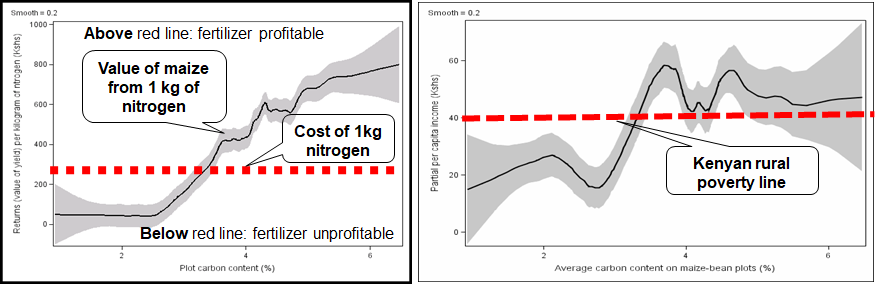 Smooth = 0.2
1000
800
600
400
200
0
Returns (value of yield) per kilogram of nitrogen (Kshs)
Above red line: fertilizer profitable
Value of maize
from 1 kg of
nitrogen
Cost of 1kg
nitrogen
Below red line: fertilizer unprofitable
2
4
6
Plot carbon content (%)
Smooth = 0.2
60
40
20
0
Partial per capita income (Kshs)
Kenyan rural
poverty line
2
4
6
Average carbon content on maize-bean plots (%)